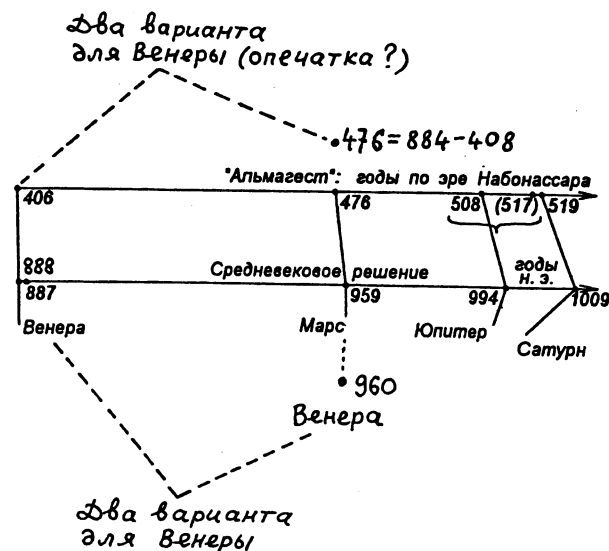 Два варианта
для Венеры (опечатка?)
476=884-408
"Альмагест": годы по эре Набонассара
406 476 508 (517) 519
888 Средневековое решение годы
887 959 994 н. э. 1009
Венера Марс Юпитер Сатурн
960
Венера
Два варианта
для Венеры